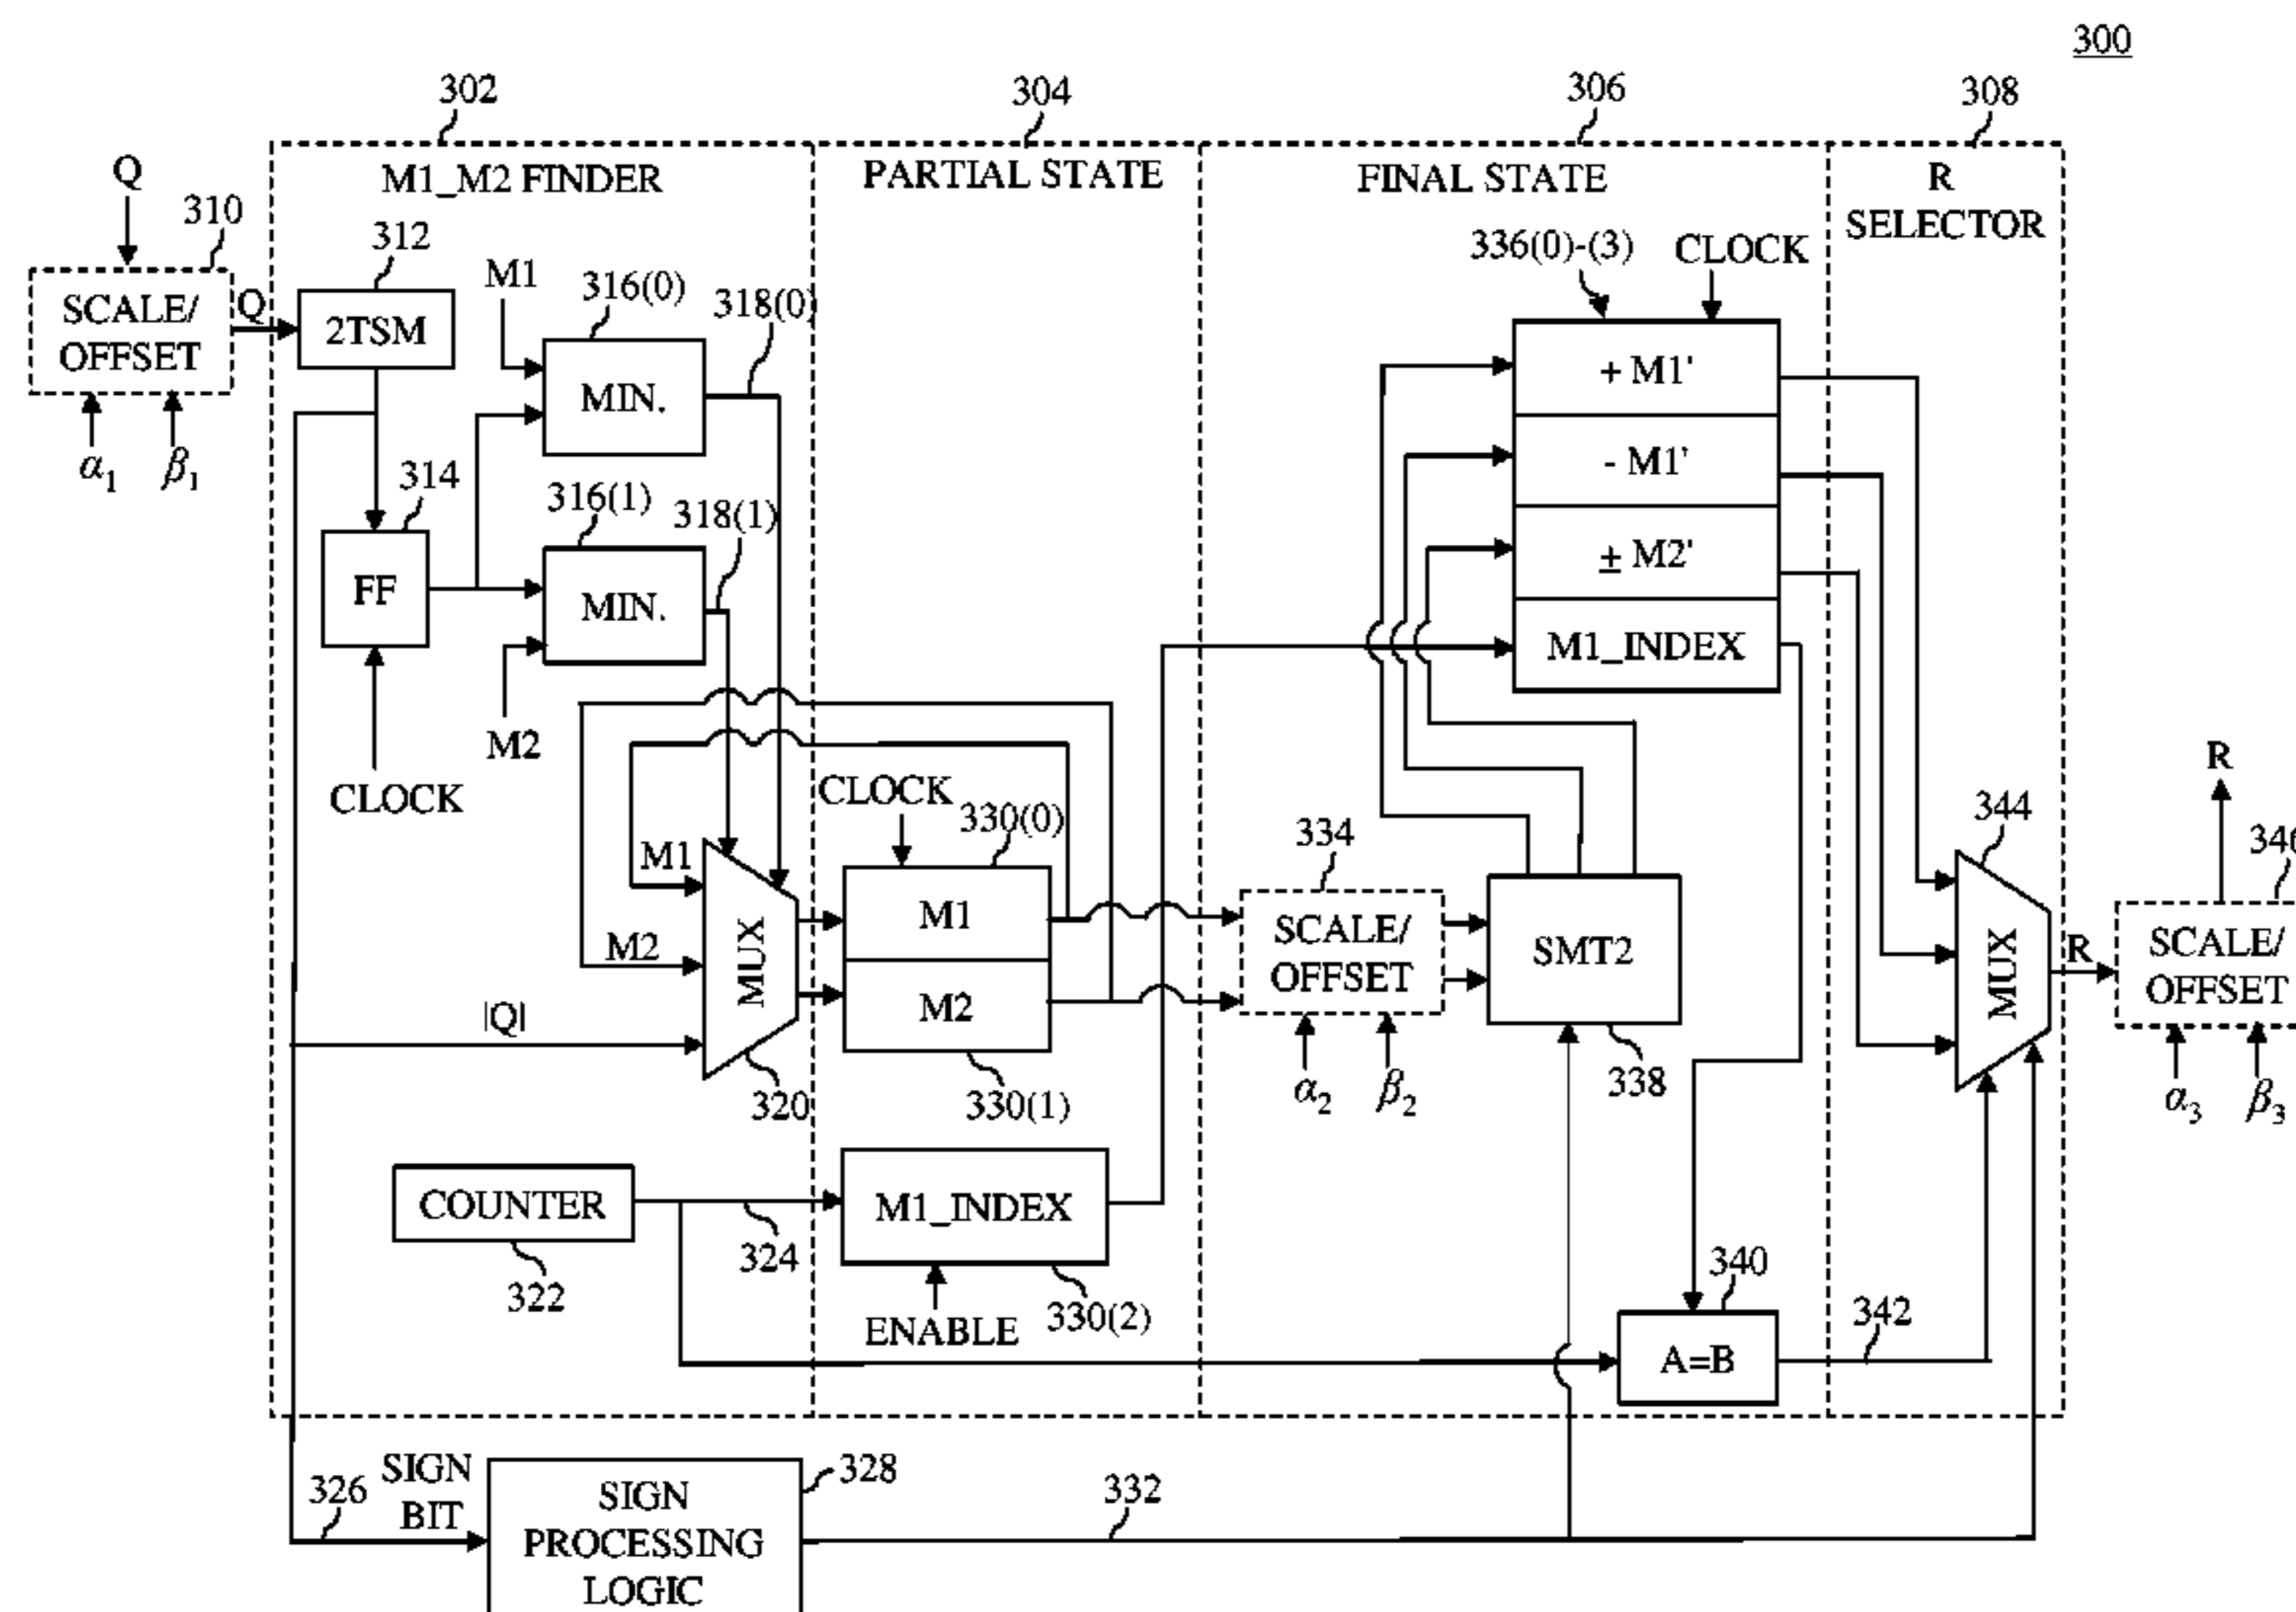 300
302
304
306
308
M1_M2 FINDER
PARTIAL STATE
FINAL STATE
R
SELECTOR
Q
310
SCALE/
OFFSET
Q
α1
β1
312
2TSM
M1
316(0)
318(0)
MIN.
314
FF
CLOCK
316(1)
318(1)
MIN.
M2
336(0)-(3)
CLOCK
+ M1'
- M1'
± M2'
M1_INDEX
M1
M2
|Q|
MUX
320
CLOCK
330(0)
M1
M2
330(1)
334
SCALE/
OFFSET
α2
β2
SMT2
338
344
MUX
R
R
SCALE/
OFFSET
α3
β3
COUNTER
322
324
M1_INDEX
ENABLE
330(2)
340
A=B
342
326
SIGN
BIT
328
SIGN
PROCESSING
LOGIC
332